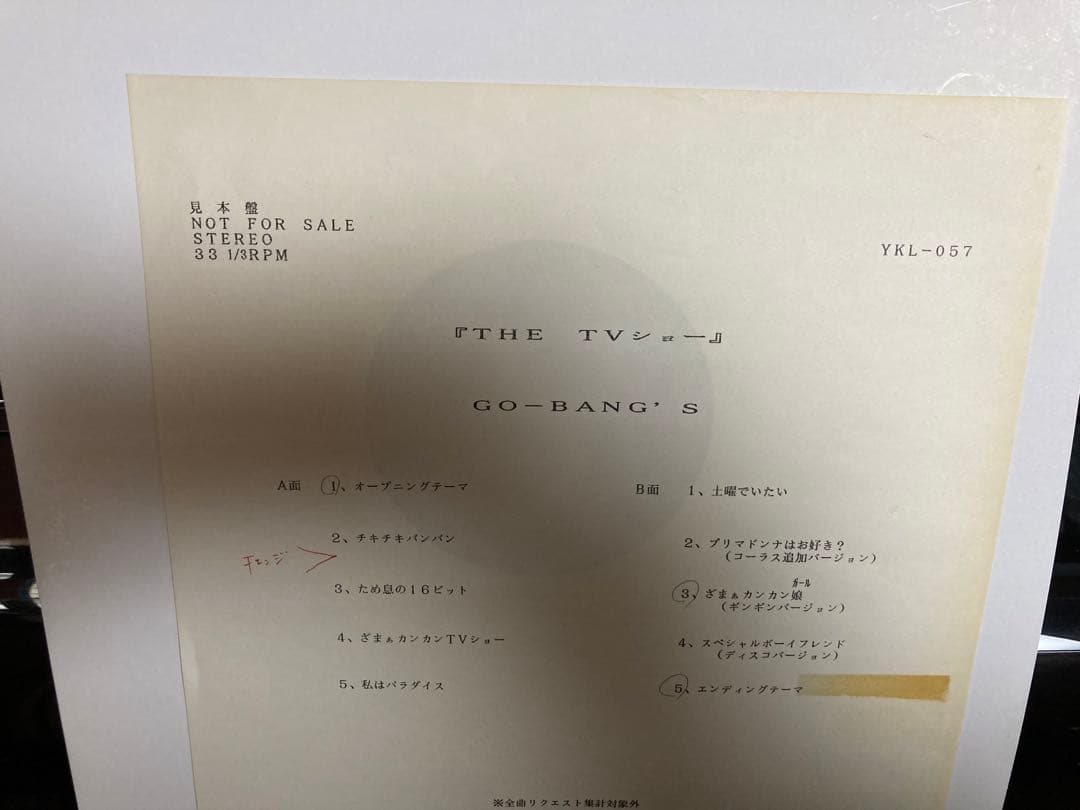 見本盤
NOT FOR SALE
STEREO
33 1/3RPM
YKL-057
『THE TVショー』
GO-BANG'S
A面 1、オープニングテーマ
2、チキチキバンバン
チェンジ
3、ため息の16ビット
4、ざまぁカンカンTVショー
5、私はパラダイス
B面 1、土曜でいたい
2、プリマドンナはお好き？
(コーラス追加バージョン)
ガール
3、ざまぁカンカン娘
(ギンギンバージョン)
4、スペシャルボーイフレンド
(ディスコバージョン)
5、エンディングテーマ
※全曲リクエスト集計対象外